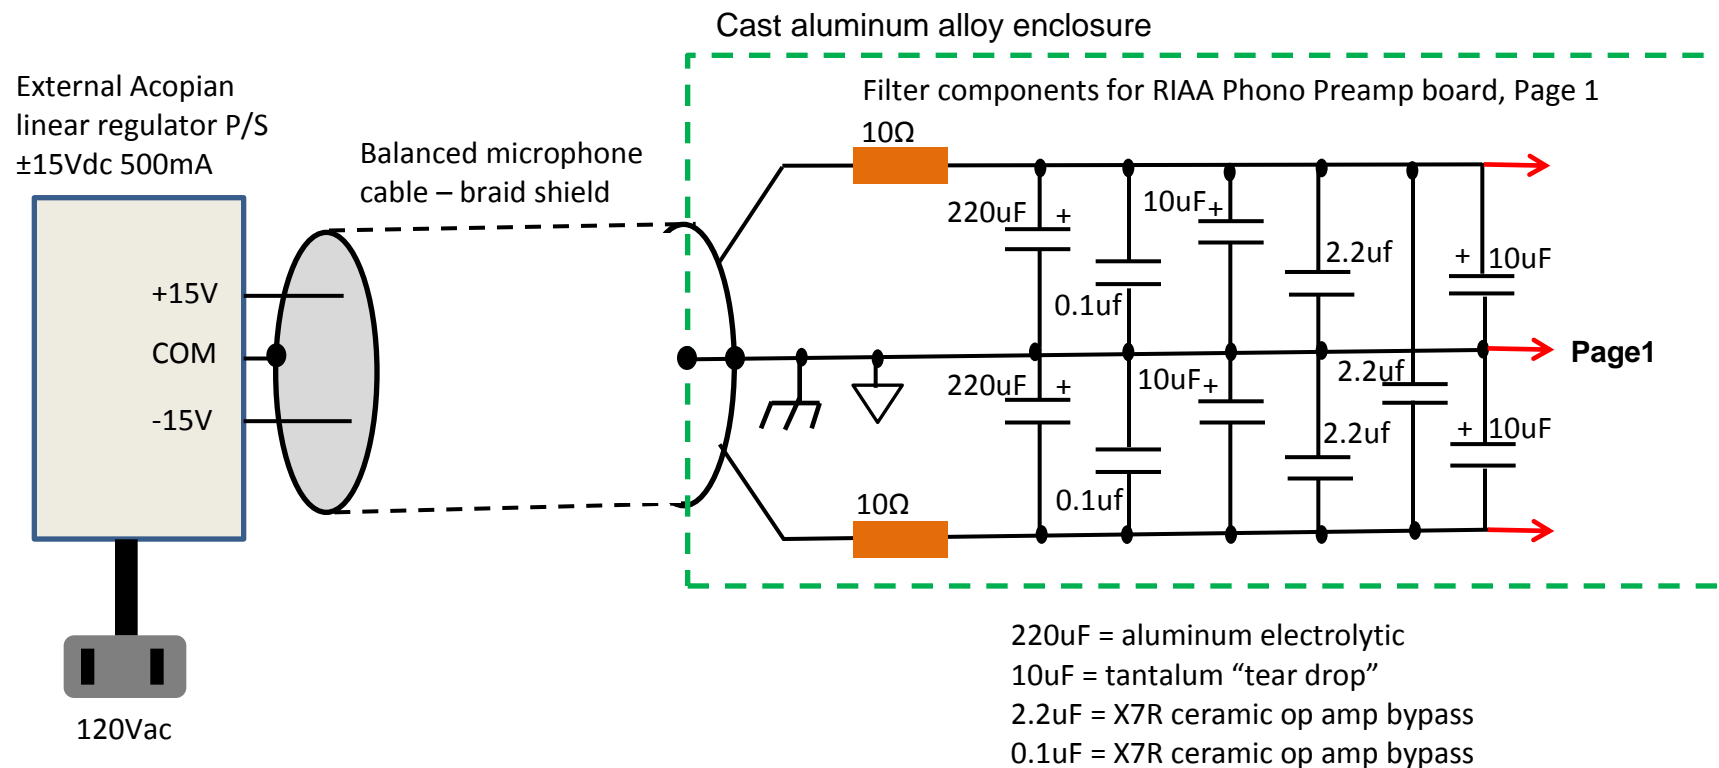 Cast aluminum alloy enclosure
External Acopian
linear regulator P/S
±15Vdc 500mA
Balanced microphone
cable – braid shield
Filter components for RIAA Phono Preamp board, Page 1
10Ω
220uF +
0.1uf
10uF+
2.2uf
+ 10uF
+15V
COM
-15V
Page1
220uF +
0.1uf
10uF+
2.2uf
2.2uf
+ 10uF
10Ω
120Vac
220uF = aluminum electrolytic
10uF = tantalum “tear drop”
2.2uF = X7R ceramic op amp bypass
0.1uF = X7R ceramic op amp bypass